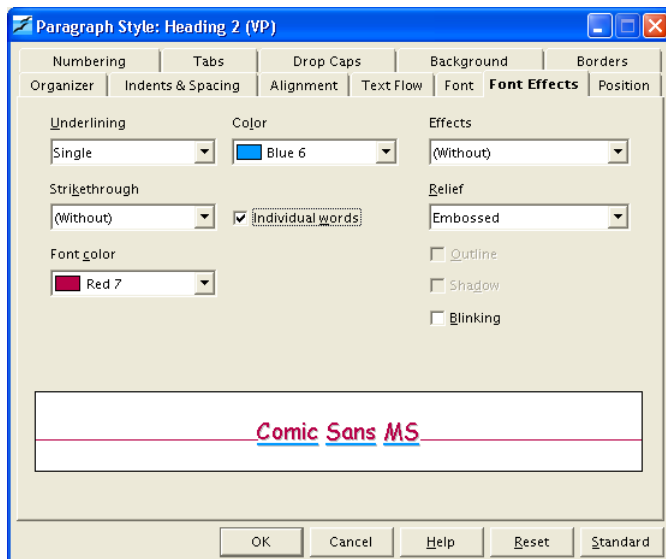 Paragraph Style: Heading 2 (VP)
Numbering Tabs Drop Caps Background Borders
Organizer Indents & Spacing Alignment Text Flow Font Font Effects Position
Underlining Color Effects
Single Blue 6 (Without)
Strikethrough Relief
(Without) Individual words Embossed
Font color Outline
Red 7 Shadow
Blinking
Comic Sans MS
OK Cancel Help Reset Standard